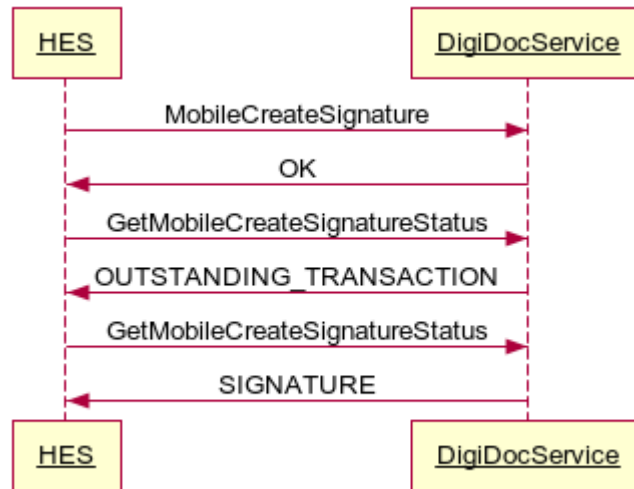 HES
DigiDocService
MobileCreateSignature
OK
GetMobileCreateSignatureStatus
OUTSTANDING_TRANSACTION
GetMobileCreateSignatureStatus
SIGNATURE
HES
DigiDocService